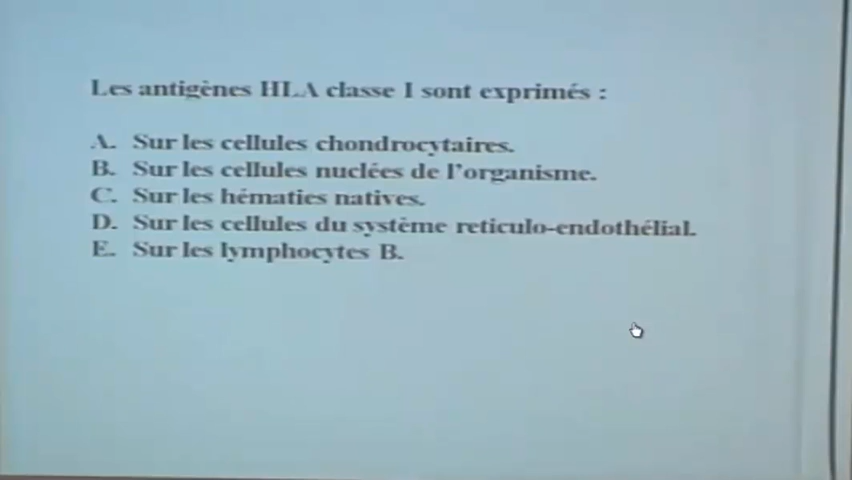 Les antigènes HLA classe I sont exprimés :
A. Sur les cellules chondrocytaires.
B. Sur les cellules nuclées de l'organisme.
C. Sur les hématies natives.
D. Sur les cellules du système reticulo-endothélial.
E. Sur les lymphocytes B.